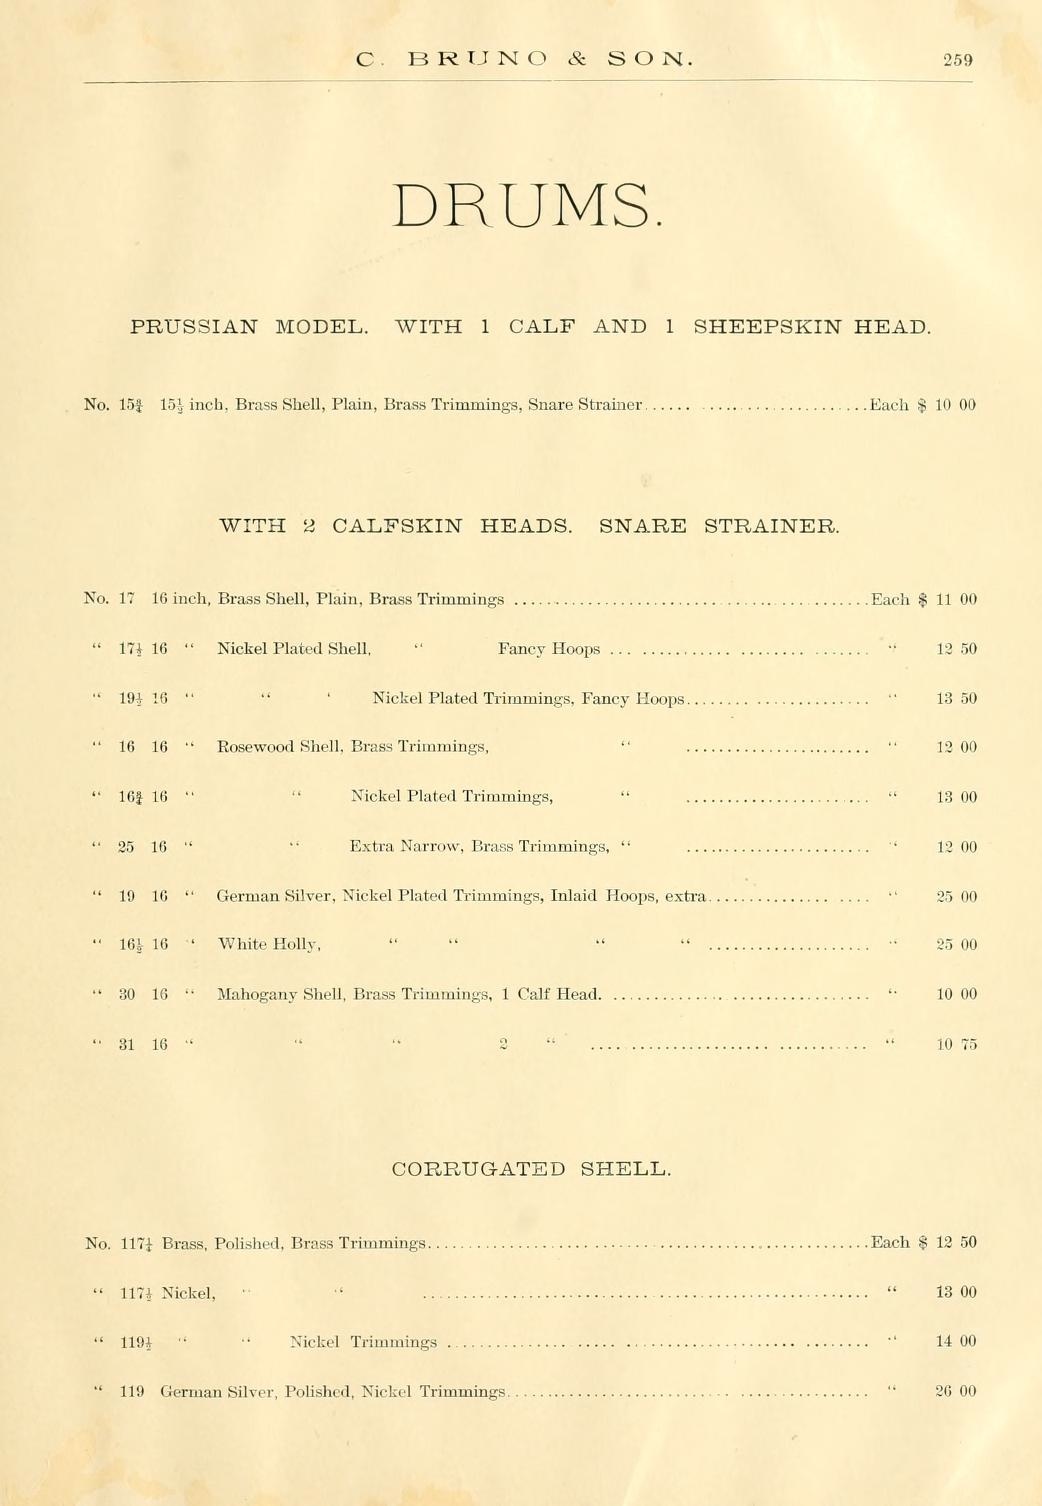 C. BRUNO & SON. 259
DRUMS.
PRUSSIAN MODEL. WITH 1 CALF AND 1 SHEEPSKIN HEAD.
No. 15¾ 15½ inch, Brass Shell, Plain, Brass Trimmings, Snare Strainer.....................Each $ 10 00
WITH 2 CALFSKIN HEADS. SNARE STRAINER.
No. 17 16 inch, Brass Shell, Plain, Brass Trimmings ..............................Each $ 11 00
“ 17½ 16 “ Nickel Plated Shell, “ Fancy Hoops ..................... “ 12 50
“ 19½ 16 “ “ “ Nickel Plated Trimmings, Fancy Hoops..................... “ 13 50
“ 16 16 “ Rosewood Shell, Brass Trimmings, “ ..................... “ 12 00
“ 16¾ 16 “ “ Nickel Plated Trimmings, “ ..................... “ 13 00
“ 25 16 “ “ Extra Narrow, Brass Trimmings, “ ..................... “ 12 00
“ 19 16 “ German Silver, Nickel Plated Trimmings, Inlaid Hoops, extra..................... “ 25 00
“ 16½ 16 “ White Holly, “ “ “ “ ..................... “ 25 00
“ 30 16 “ Mahogany Shell, Brass Trimmings, 1 Calf Head. ..................... “ 10 00
“ 31 16 “ “ “ 2 “ ..................... “ 10 75
CORRUGATED SHELL.
No. 117¼ Brass, Polished, Brass Trimmings..............................Each $ 12 50
“ 117½ Nickel, “ “ .............................. “ 13 00
“ 119½ “ “ Nickel Trimmings .............................. “ 14 00
“ 119 German Silver, Polished, Nickel Trimmings.............................. “ 26 00